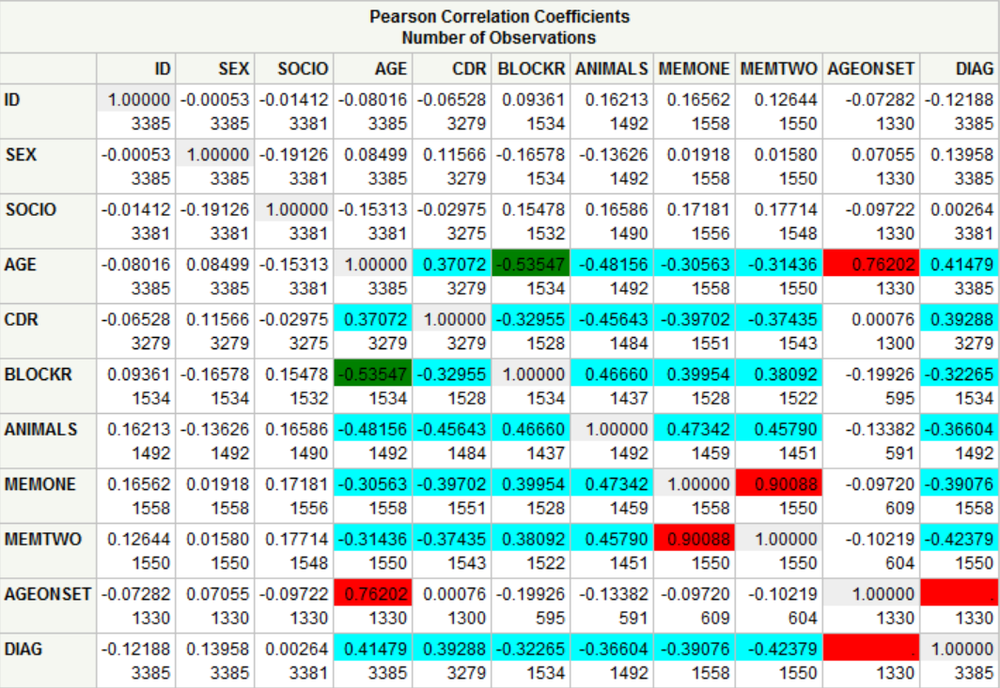 Pearson Correlation Coefficients
Number of Observations
ID SEX SOCIO AGE CDR BLOCKR ANIMALS MEMONE MEMTWO AGEONSET DIAG
ID 1.00000 -0.00053 -0.01412 -0.08016 -0.06528 0.09361 0.16213 0.16562 0.12644 -0.07282 -0.12188
3385 3385 3381 3385 3279 1534 1492 1558 1550 1330 3385
SEX -0.00053 1.00000 -0.19126 0.08499 0.11566 -0.16578 -0.13626 0.01918 0.01580 0.07055 0.13958
3385 3385 3381 3385 3279 1534 1492 1558 1550 1330 3385
SOCIO -0.01412 -0.19126 1.00000 -0.15313 -0.02975 0.15478 0.16586 0.17181 0.17714 -0.09722 0.00264
3381 3381 3381 3381 3275 1532 1490 1556 1548 1330 3381
AGE -0.08016 0.08499 -0.15313 1.00000 0.37072 -0.53547 -0.48156 -0.30563 -0.31436 0.76202 0.41479
3385 3385 3381 3385 3279 1534 1492 1558 1550 1330 3385
CDR -0.06528 0.11566 -0.02975 0.37072 1.00000 -0.32955 -0.45643 -0.39702 -0.37435 0.00076 0.39288
3279 3279 3275 3279 3279 1528 1484 1551 1543 1300 3279
BLOCKR 0.09361 -0.16578 0.15478 -0.53547 -0.32955 1.00000 0.46660 0.39954 0.38092 -0.19926 -0.32265
1534 1534 1532 1534 1528 1534 1437 1528 1522 595 1534
ANIMALS 0.16213 -0.13626 0.16586 -0.48156 -0.45643 0.46660 1.00000 0.47342 0.45790 -0.13382 -0.36604
1492 1492 1490 1492 1484 1437 1492 1459 1451 591 1492
MEMONE 0.16562 0.01918 0.17181 -0.30563 -0.39702 0.39954 0.47342 1.00000 0.90088 -0.09720 -0.39076
1558 1558 1556 1558 1551 1528 1459 1558 1550 609 1558
MEMTWO 0.12644 0.01580 0.17714 -0.31436 -0.37435 0.38092 0.45790 0.90088 1.00000 -0.10219 -0.42379
1550 1550 1548 1550 1543 1522 1451 1550 1550 604 1550
AGEONSET -0.07282 0.07055 -0.09722 0.76202 0.00076 -0.19926 -0.13382 -0.09720 -0.10219 1.00000 .
1330 1330 1330 1330 1300 595 591 609 604 1330 1330
DIAG -0.12188 0.13958 0.00264 0.41479 0.39288 -0.32265 -0.36604 -0.39076 -0.42379 . 1.00000
3385 3385 3381 3385 3279 1534 1492 1558 1550 1330 3385